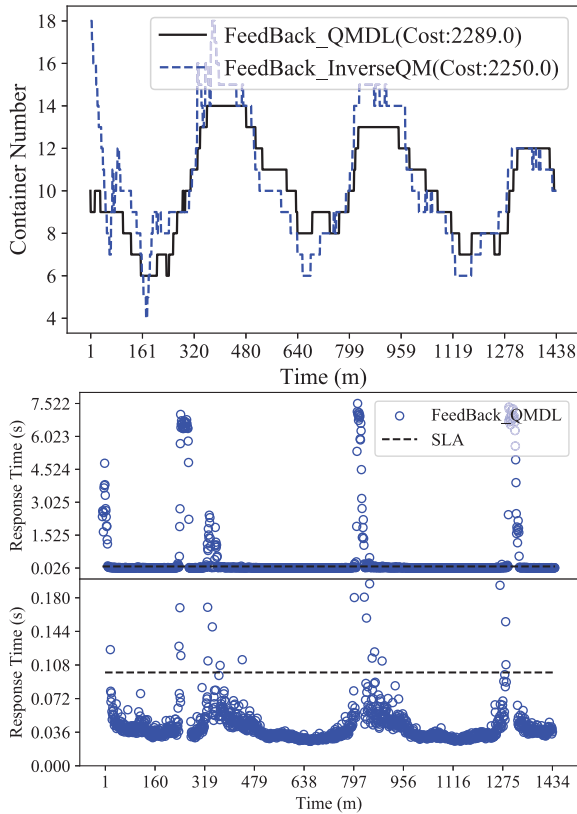 18
16
14
12
10
8
6
4
Container Number
FeedBack_QMDL(Cost:2289.0)
FeedBack_InverseQM(Cost:2250.0)
1 161 320 480 640 799 959 1119 1278 1438
Time (m)
7.522
6.023
4.524
3.025
1.525
0.026
Response Time (s)
FeedBack_QMDL
SLA
0.180
0.144
0.108
0.072
0.036
0.000
Response Time (s)
1 160 319 479 638 797 956 1116 1275 1434
Time (m)